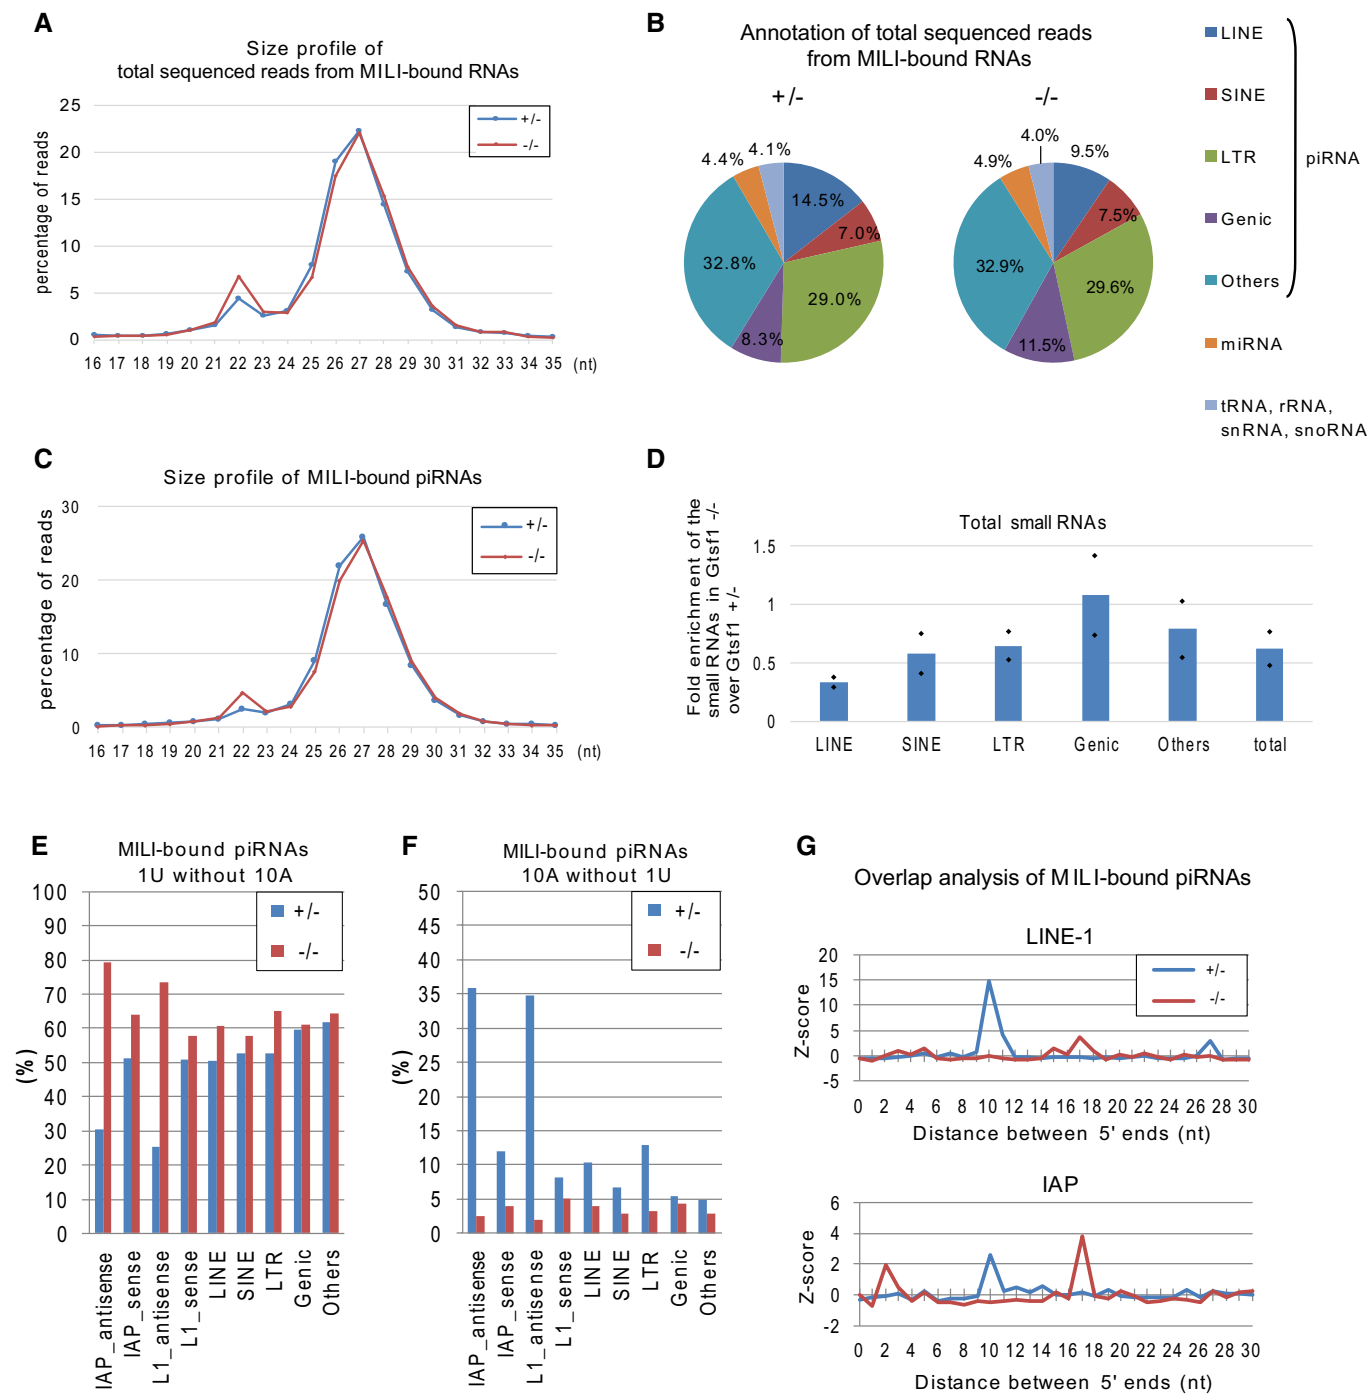 A
Size profile of
total sequenced reads from MILI-bound RNAs
percentage of reads
25
20
15
10
5
0
+/-
-/-
16 17 18 19 20 21 22 23 24 25 26 27 28 29 30 31 32 33 34 35 (nt)
B
Annotation of total sequenced reads
from MILI-bound RNAs
+/-
-/-
4.4%
4.1%
14.5%
7.0%
29.0%
8.3%
32.8%
4.9%
4.0%
9.5%
7.5%
29.6%
11.5%
32.9%
LINE
SINE
LTR
Genic
Others
piRNA
miRNA
tRNA, rRNA,
snRNA, snoRNA
C
Size profile of MILI-bound piRNAs
percentage of reads
30
20
10
0
+/-
-/-
16 17 18 19 20 21 22 23 24 25 26 27 28 29 30 31 32 33 34 35 (nt)
D
Total small RNAs
Fold enrichment of the
small RNAs in Gtsf1 -/-
over Gtsf1 +/-
1.5
1
0.5
0
LINE SINE LTR Genic Others total
E
MILI-bound piRNAs
1U without 10A
(%)
100
90
80
70
60
50
40
30
20
10
0
+/-
-/-
IAP_antisense
IAP_sense
L1_antisense
L1_sense
LINE
SINE
LTR
Genic
Others
F
MILI-bound piRNAs
10A without 1U
(%)
50
45
40
35
30
25
20
15
10
5
0
+/-
-/-
IAP_antisense
IAP_sense
L1_antisense
L1_sense
LINE
SINE
LTR
Genic
Others
G
Overlap analysis of MILI-bound piRNAs
LINE-1
Z-score
20
15
10
5
0
-5
+/-
-/-
0 2 4 6 8 10 12 14 16 18 20 22 24 26 28 30
Distance between 5' ends (nt)
IAP
Z-score
6
4
2
0
-2
0 2 4 6 8 10 12 14 16 18 20 22 24 26 28 30
Distance between 5' ends (nt)